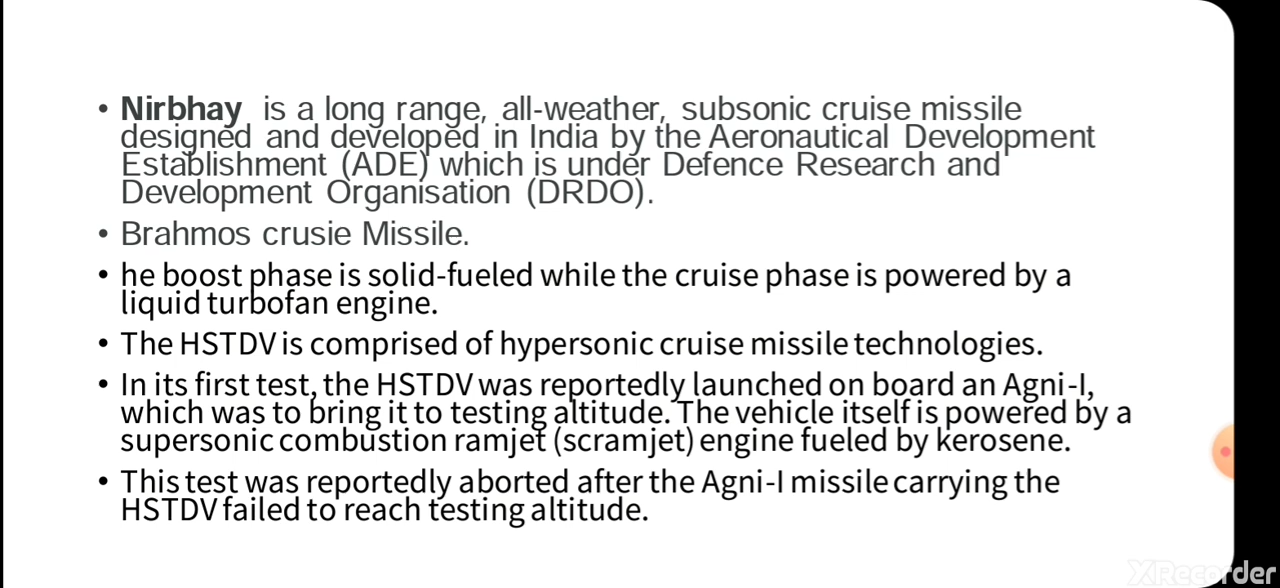 • Nirbhay is a long range, all-weather, subsonic cruise missile
designed and developed in India by the Aeronautical Development
Establishment (ADE) which is under Defence Research and
Development Organisation (DRDO).
• Brahmos crusie Missile.
• he boost phase is solid-fueled while the cruise phase is powered by a
liquid turbofan engine.
• The HSTDV is comprised of hypersonic cruise missile technologies.
• In its first test, the HSTDV was reportedly launched on board an Agni-I,
which was to bring it to testing altitude. The vehicle itself is powered by a
supersonic combustion ramjet (scramjet) engine fueled by kerosene.
• This test was reportedly aborted after the Agni-I missile carrying the
HSTDV failed to reach testing altitude.
XRecorder